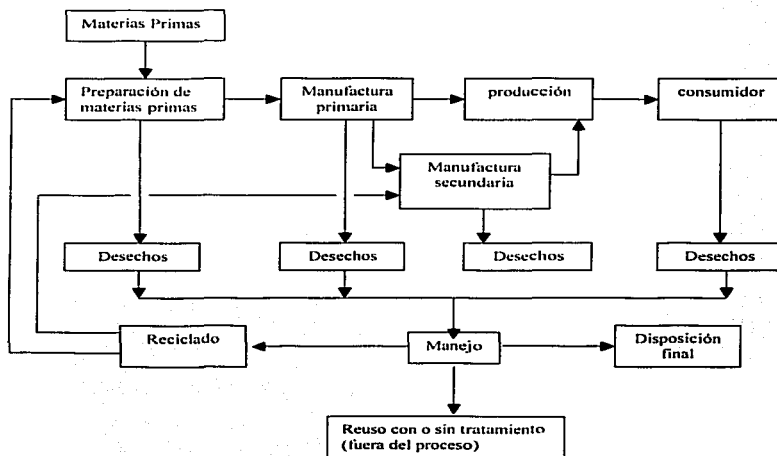 Materias Primas
Preparación de
materias primas
Manufactura
primaria
producción
consumidor
Manufactura
secundaria
Desechos
Desechos
Desechos
Desechos
Reciclado
Manejo
Disposición
final
Reuso con o sin tratamiento
(fuera del proceso)